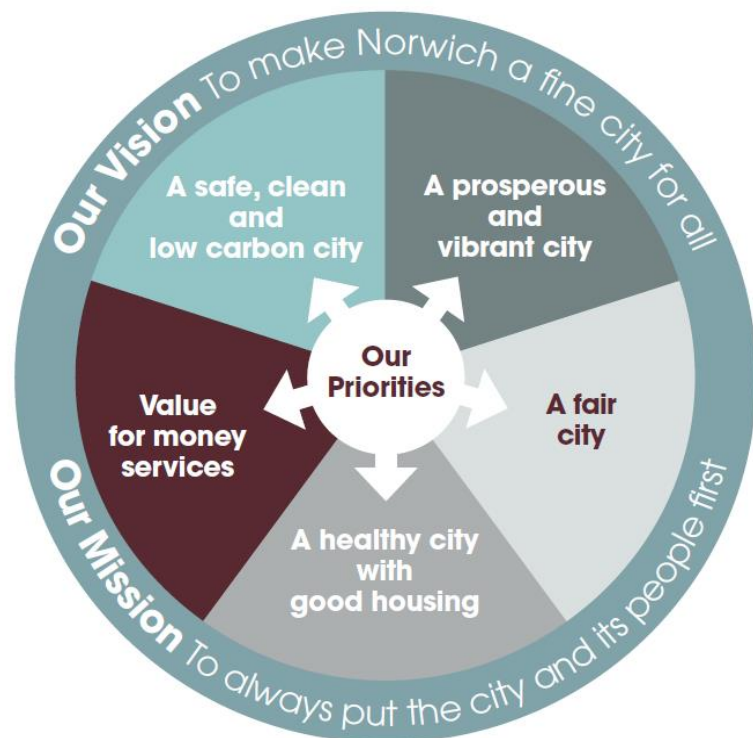 Our Vision To make Norwich a fine city for all
A safe, clean
and
low carbon city
A prosperous
and
vibrant city
Our
Priorities
Value
for money
services
A fair
city
A healthy city
with
good housing
Our Mission To always put the city and its people first